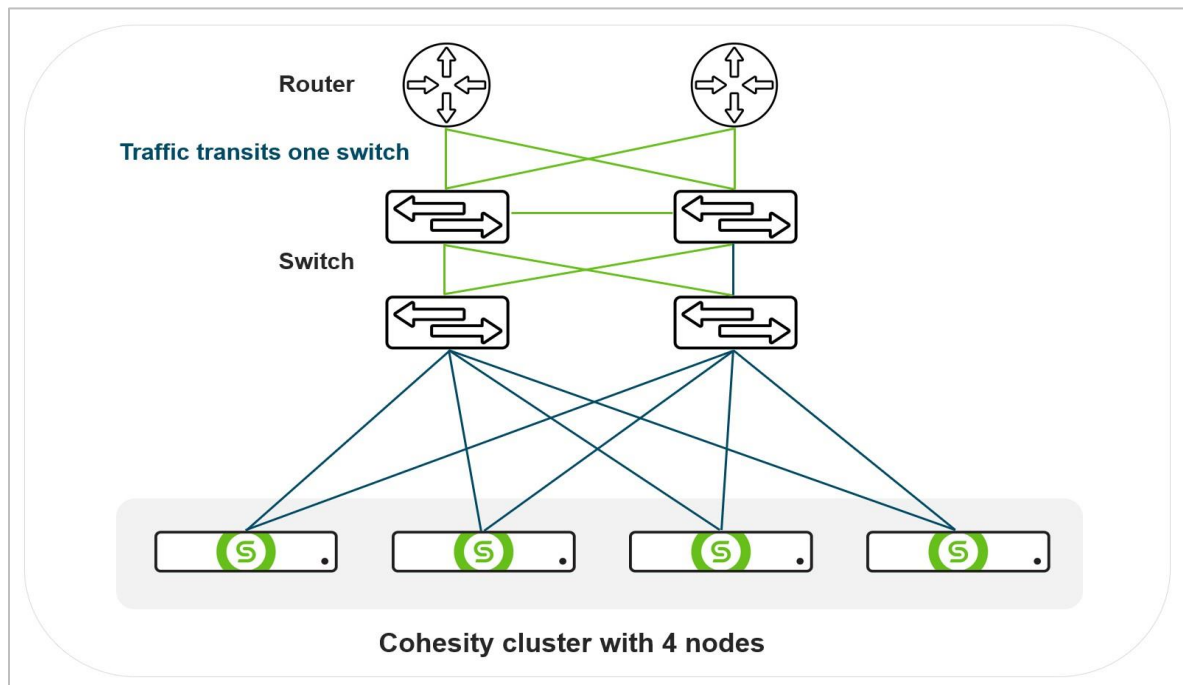 Router
Traffic transits one switch
Switch
Cohesity cluster with 4 nodes